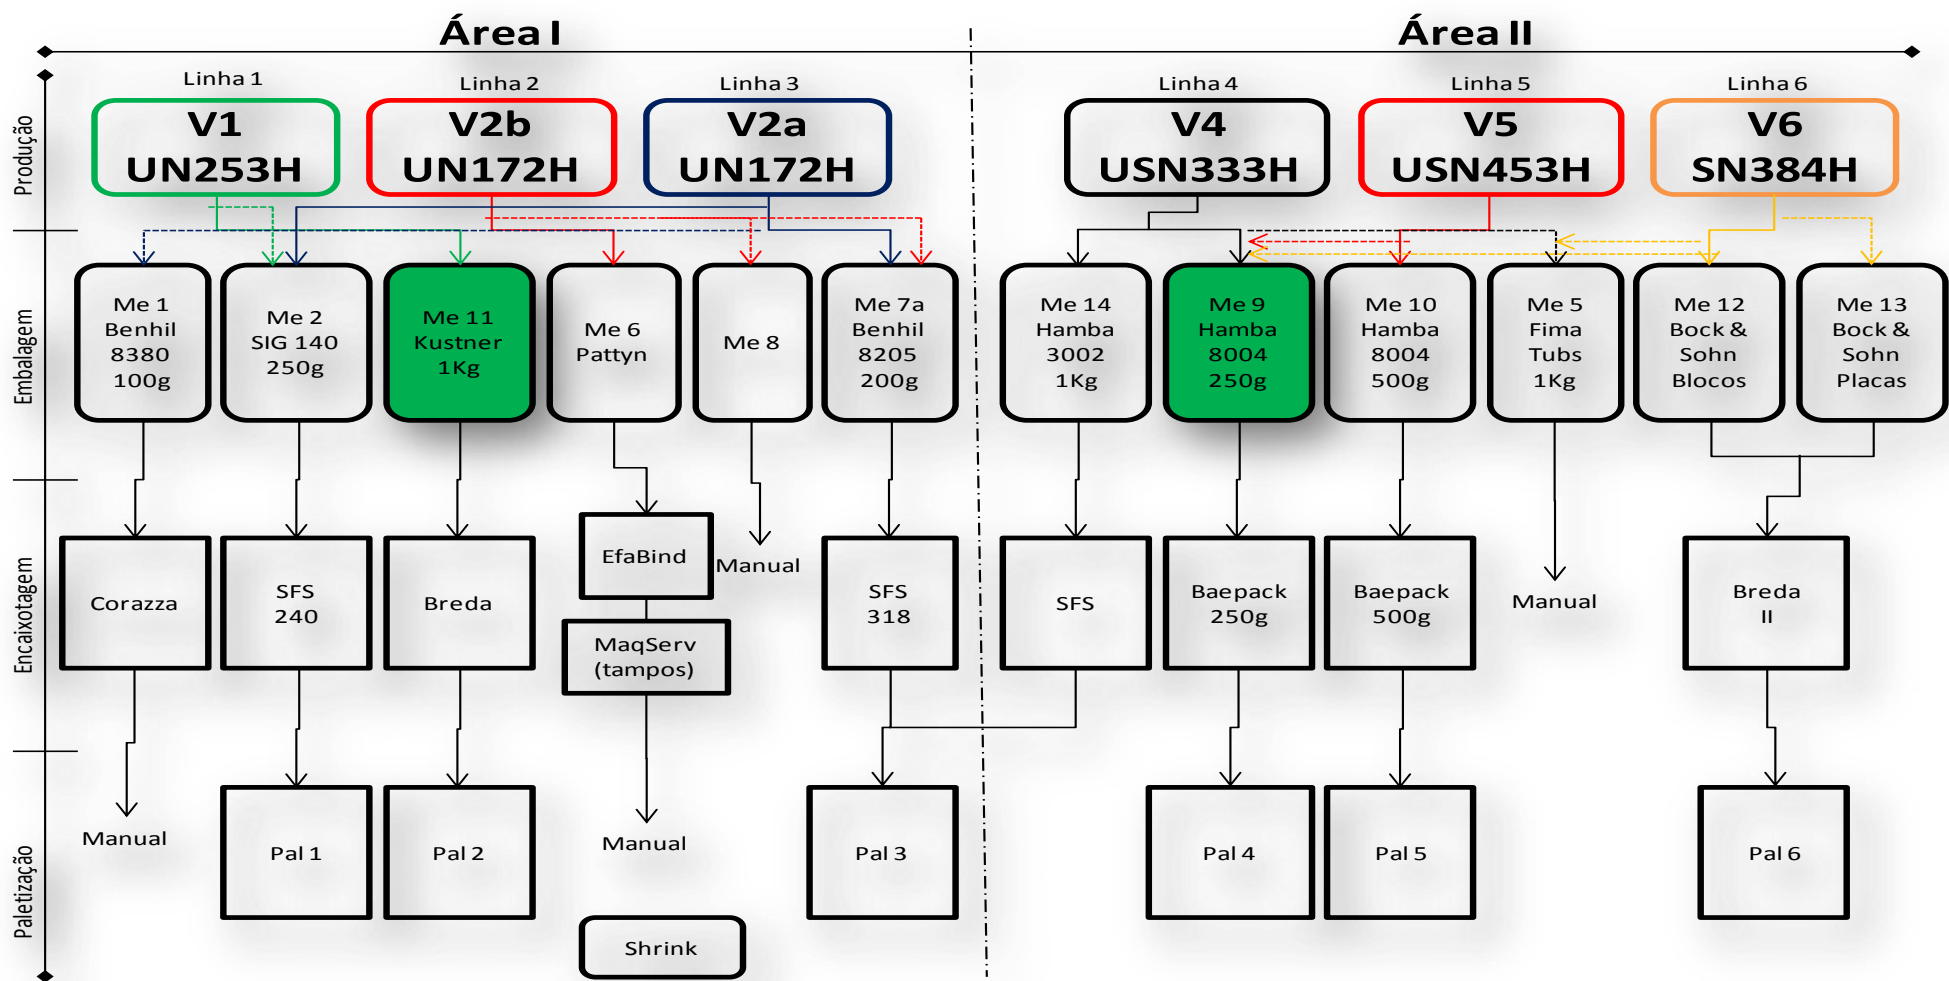 Área I
Área II
Linha 1
Linha 2
Linha 3
Linha 4
Linha 5
Linha 6
Produção
V1
UN253H
V2b
UN172H
V2a
UN172H
V4
USN333H
V5
USN453H
V6
SN384H
Embalagem
Me 1
Benhil
8380
100g
Me 2
SIG 140
250g
Me 11
Kustner
1Kg
Me 6
Pattyn
Me 8
Me 7a
Benhil
8205
200g
Me 14
Hamba
3002
1Kg
Me 9
Hamba
8004
250g
Me 10
Hamba
8004
500g
Me 5
Fima
Tubs
1Kg
Me 12
Bock &
Sohn
Blocos
Me 13
Bock &
Sohn
Placas
Encaixotagem
Corazza
SFS
240
Breda
EfaBind
MaqServ
(tampos)
Manual
SFS
318
SFS
Baepack
250g
Baepack
500g
Manual
Breda
II
Paletização
Manual
Pal 1
Pal 2
Manual
Pal 3
Pal 4
Pal 5
Pal 6
Shrink